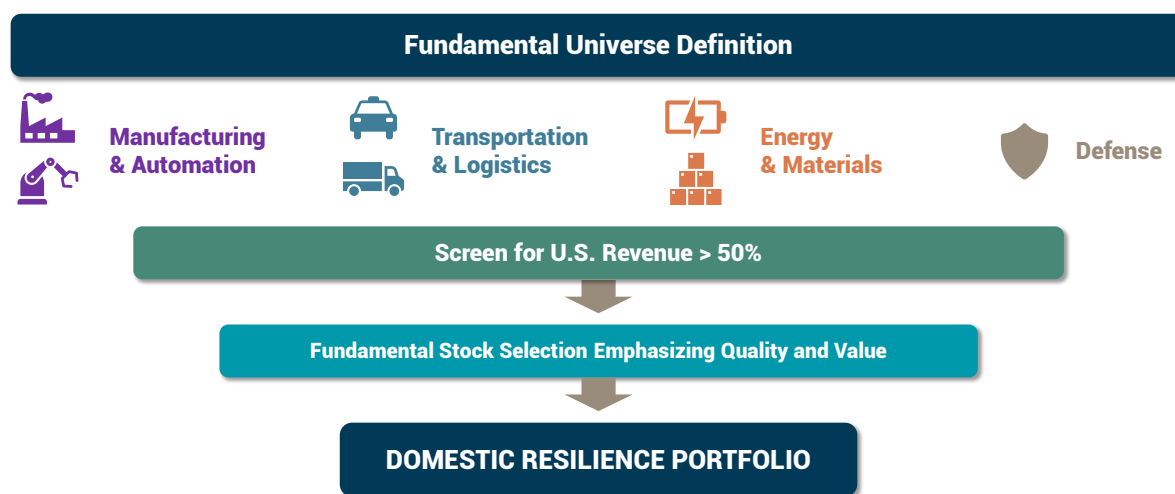 Fundamental Universe Definition
Manufacturing
& Automation
Transportation
& Logistics
Energy
& Materials
Defense
Screen for U.S. Revenue > 50%
Fundamental Stock Selection Emphasizing Quality and Value
DOMESTIC RESILIENCE PORTFOLIO